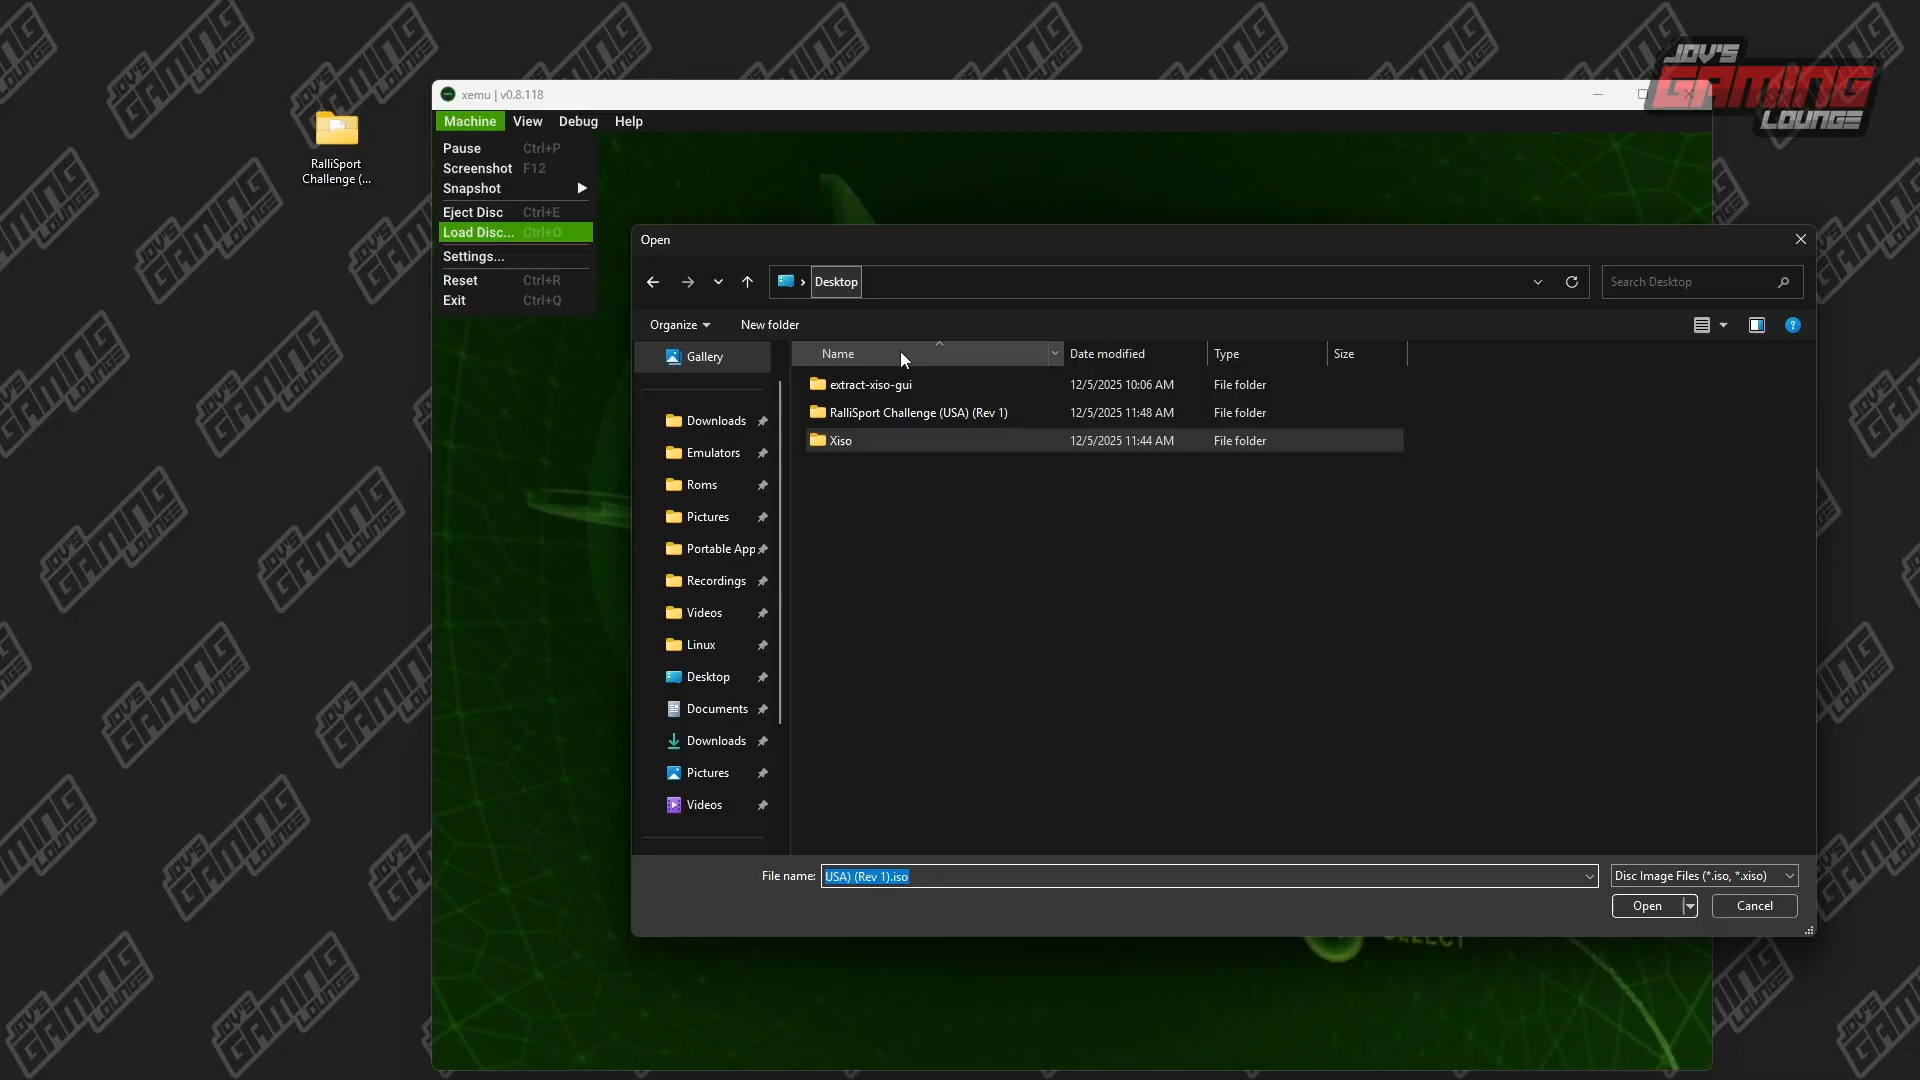 JOV'S
GAMING
LOUNGE
RalliSport
Challenge (...
xemu | v0.8.118
Machine View Debug Help
Pause Ctrl+P
Screenshot F12
Snapshot
Eject Disc Ctrl+E
Load Disc... Ctrl+O
Settings...
Reset Ctrl+R
Exit Ctrl+Q
Open
Desktop
Search Desktop
Organize New folder
Gallery
Downloads
Emulators
Roms
Pictures
Portable App
Recordings
Videos
Linux
Desktop
Documents
Downloads
Pictures
Videos
Name Date modified Type Size
extract-xiso-gui 12/5/2025 10:06 AM File folder
RalliSport Challenge (USA) (Rev 1) 12/5/2025 11:48 AM File folder
Xiso 12/5/2025 11:44 AM File folder
File name: USA) (Rev 1).iso Disc Image Files (*.iso, *.xiso)
Open Cancel
SELECT